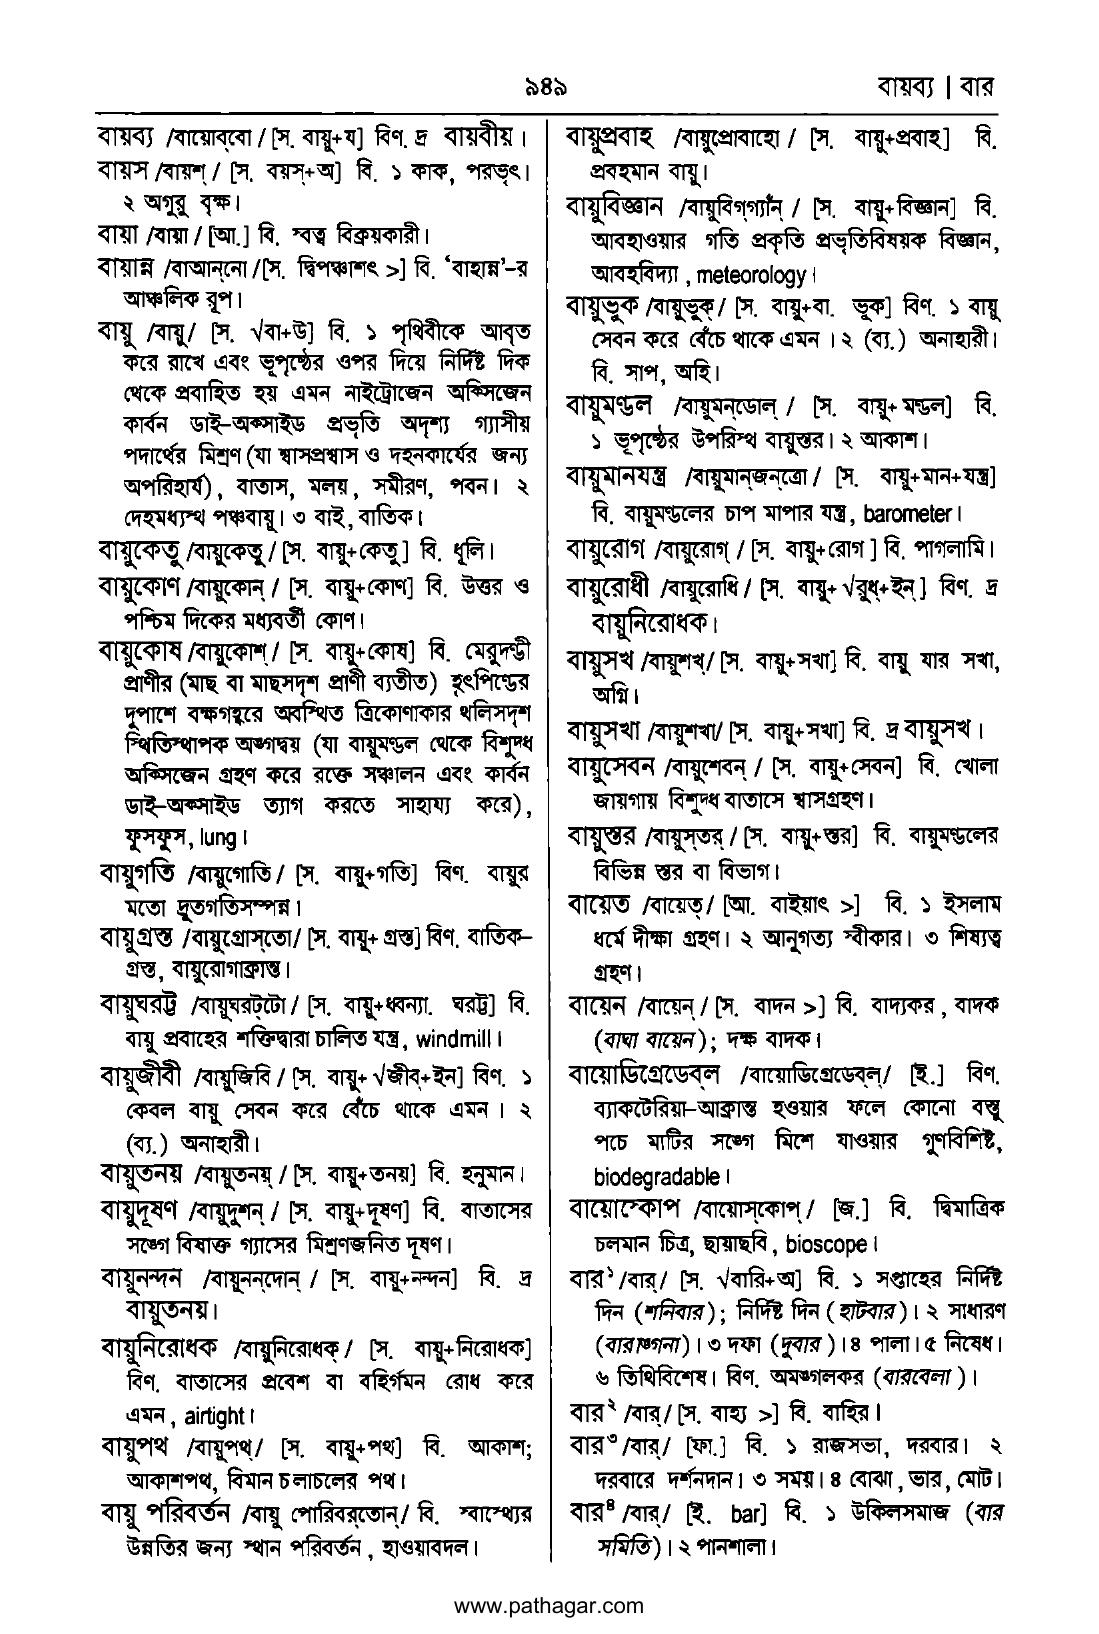 ৯৪৯
বায়ব্য | বার
বায়ব্য /বায়োব্‌বো / [স. বায়ু+য] বিণ. দ্র বায়বীয়।
বায়স /বায়শ্ / [স. বয়স্+অ] বি. ১ কাক, পরভৃৎ।
২ অগুরু বৃক্ষ।
বায়া /বায়া / [আ.] বি. স্বত্ব বিক্রয়কারী।
বায়ান্ন /বাআন্‌নো /[স. দ্বিপঞ্চাশৎ >] বি. ‘বাহান্ন’-র
আঞ্চলিক রূপ।
বায়ু /বায়ু/ [স. √বা+উ] বি. ১ পৃথিবীকে আবৃত
করে রাখে এবং ভূপৃষ্ঠের ওপর দিয়ে নির্দিষ্ট দিক
থেকে প্রবাহিত হয় এমন নাইট্রোজেন অক্সিজেন
কার্বন ডাই-অক্সাইড প্রভৃতি অদৃশ্য গ্যাসীয়
পদার্থের মিশ্রণ (যা শ্বাসপ্রশ্বাস ও দহনকার্যের জন্য
অপরিহার্য), বাতাস, মলয়, সমীরণ, পবন। ২
দেহমধ্যস্থ পঞ্চবায়ু। ৩ বাই, বাতিক।
বায়ুকেতু /বায়ুকেতু / [স. বায়ু+কেতু] বি. ধূলি।
বায়ুকোণ /বায়ুকোন্ / [স. বায়ু+কোণ] বি. উত্তর ও
পশ্চিম দিকের মধ্যবর্তী কোণ।
বায়ুকোষ /বায়ুকোশ্ / [স. বায়ু+কোষ] বি. মেরুদণ্ডী
প্রাণীর (মাছ বা মাছসদৃশ প্রাণী ব্যতীত) হৃৎপিণ্ডের
দুপাশে বক্ষগহ্বরে অবস্থিত ত্রিকোণাকার থলিসদৃশ
স্থিতিস্থাপক অঙ্গদ্বয় (যা বায়ুমণ্ডল থেকে বিশুদ্ধ
অক্সিজেন গ্রহণ করে রক্তে সঞ্চালন এবং কার্বন
ডাই-অক্সাইড ত্যাগ করতে সাহায্য করে),
ফুসফুস, lung।
বায়ুগতি /বায়ুগোতি / [স. বায়ু+গতি] বিণ. বায়ুর
মতো দ্রুতগতিসম্পন্ন।
বায়ুগ্রস্ত /বায়ুগ্রোস্‌তো/ [স. বায়ু+ গ্রস্ত] বিণ. বাতিক-
গ্রস্ত, বায়ুরোগাক্রান্ত।
বায়ুঘরট্ট /বায়ুঘরট্‌টো / [স. বায়ু+ধ্বন্যা. ঘরট্ট] বি.
বায়ু প্রবাহের শক্তিদ্বারা চালিত যন্ত্র, windmill।
বায়ুজীবী /বায়ুজিবি / [স. বায়ু+ √জীব্+ইন] বিণ. ১
কেবল বায়ু সেবন করে বেঁচে থাকে এমন। ২
(ব্য.) অনাহারী।
বায়ুতনয় /বায়ুতনয়্ / [স. বায়ু+তনয়] বি. হনুমান।
বায়ুদূষণ /বায়ুদুশন্ / [স. বায়ু+দূষণ] বি. বাতাসের
সঙ্গে বিষাক্ত গ্যাসের মিশ্রণজনিত দূষণ।
বায়ুনন্দন /বায়ুনন্‌দোন্ / [স. বায়ু+নন্দন] বি. দ্র
বায়ুতনয়।
বায়ুনিরোধক /বায়ুনিরোধক্ / [স. বায়ু+নিরোধক]
বিণ. বাতাসের প্রবেশ বা বহির্গমন রোধ করে
এমন, airtight।
বায়ুপথ /বায়ুপথ্/ [স. বায়ু+পথ] বি. আকাশ;
আকাশপথ, বিমান চলাচলের পথ।
বায়ু পরিবর্তন /বায়ু পোরিবর্‌তোন্/ বি. স্বাস্থ্যের
উন্নতির জন্য স্থান পরিবর্তন, হাওয়াবদল।
বায়ুপ্রবাহ /বায়ুপ্রোবাহো / [স. বায়ু+প্রবাহ] বি.
প্রবহমান বায়ু।
বায়ুবিজ্ঞান /বায়ুবিগ্‌গ্যাঁন্ / [স. বায়ু+বিজ্ঞান] বি.
আবহাওয়ার গতি প্রকৃতি প্রভৃতিবিষয়ক বিজ্ঞান,
আবহবিদ্যা, meteorology।
বায়ুভুক /বায়ুভুক্ / [স. বায়ু+বা. ভূক] বিণ. ১ বায়ু
সেবন করে বেঁচে থাকে এমন। ২ (ব্য.) অনাহারী।
বি. সাপ, অহি।
বায়ুমণ্ডল /বায়ুমন্‌ডোল্ / [স. বায়ু+ মণ্ডল] বি.
১ ভূপৃষ্ঠের উপরিস্থ বায়ুস্তর। ২ আকাশ।
বায়ুমানযন্ত্র /বায়ুমান্‌জন্‌ত্রো / [স. বায়ু+মান+যন্ত্র]
বি. বায়ুমণ্ডলের চাপ মাপার যন্ত্র, barometer।
বায়ুরোগ /বায়ুরোগ্ / [স. বায়ু+রোগ ] বি. পাগলামি।
বায়ুরোধী /বায়ুরোধি / [স. বায়ু+ √রুধ্+ইন্ ] বিণ. দ্র
বায়ুনিরোধক।
বায়ুসখ /বায়ুশখ্/ [স. বায়ু+সখা] বি. বায়ু যার সখা,
অগ্নি।
বায়ুসখা /বায়ুশখা/ [স. বায়ু+সখা] বি. দ্র বায়ুসখ।
বায়ুসেবন /বায়ুশেবন্ / [স. বায়ু+সেবন] বি. খোলা
জায়গায় বিশুদ্ধ বাতাসে শ্বাসগ্রহণ।
বায়ুস্তর /বায়ুস্‌তর্ / [স. বায়ু+স্তর] বি. বায়ুমণ্ডলের
বিভিন্ন স্তর বা বিভাগ।
বায়েত /বায়েত্ / [আ. বাইয়াৎ >] বি. ১ ইসলাম
ধর্মে দীক্ষা গ্রহণ। ২ আনুগত্য স্বীকার। ৩ শিষ্যত্ব
গ্রহণ।
বায়েন /বায়েন্ / [স. বাদন >] বি. বাদ্যকর, বাদক
(বাঘা বায়েন); দক্ষ বাদক।
বায়োডিগ্রেডেব্‌ল /বায়োডিগ্রেডেব্‌ল্/ [ই.] বিণ.
ব্যাকটেরিয়া-আক্রান্ত হওয়ার ফলে কোনো বস্তু
পচে মাটির সঙ্গে মিশে যাওয়ার গুণবিশিষ্ট,
biodegradable।
বায়োস্কোপ /বায়োস্‌কোপ্ / [জ.] বি. দ্বিমাত্রিক
চলমান চিত্র, ছায়াছবি, bioscope।
বার১ /বার্/ [স. √বারি+অ] বি. ১ সপ্তাহের নির্দিষ্ট
দিন (শনিবার); নির্দিষ্ট দিন (হাটবার)। ২ সাধারণ
(বারাঙ্গনা)। ৩ দফা (দুবার)। ৪ পালা। ৫ নিষেধ।
৬ তিথিবিশেষ। বিণ. অমঙ্গলকর (বারবেলা)।
বার২ /বার্/ [স. বাহ্য >] বি. বাহির।
বার৩ /বার্/ [ফা.] বি. ১ রাজসভা, দরবার। ২
দরবারে দর্শনদান। ৩ সময়। ৪ বোঝা, ভার, মোট।
বার৪ /বার্/ [ই. bar] বি. ১ উকিলসমাজ (বার
সমিতি)। ২ পানশালা।
www.pathagar.com